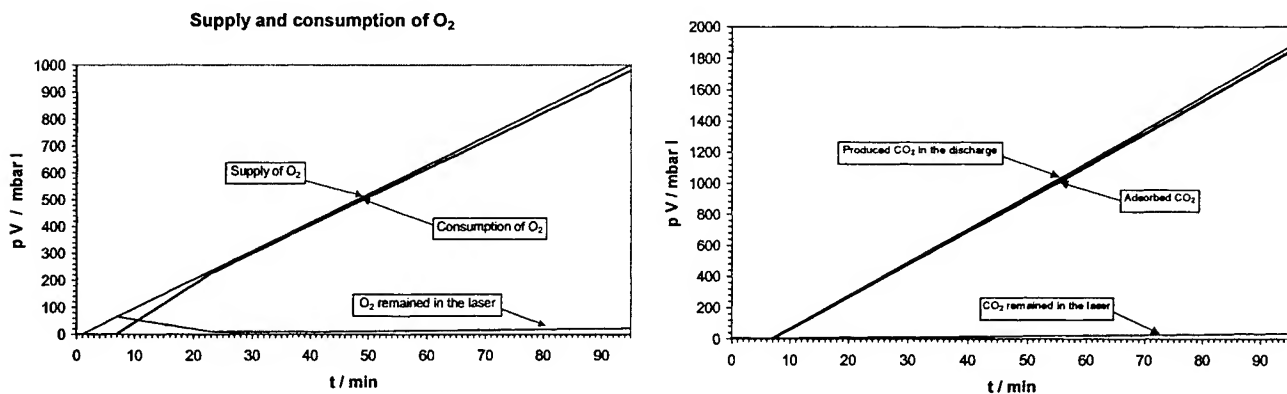 Supply and consumption of O₂
p V / mbar l
1000
900
800
700
600
500
400
300
200
100
0
Supply of O₂
Consumption of O₂
O₂ remained in the laser
0 10 20 30 40 50 60 70 80 90
t / min
p V / mbar l
2000
1800
1600
1400
1200
1000
800
600
400
200
0
Produced CO₂ in the discharge
Adsorbed CO₂
CO₂ remained in the laser
0 10 20 30 40 50 60 70 80 90
t / min